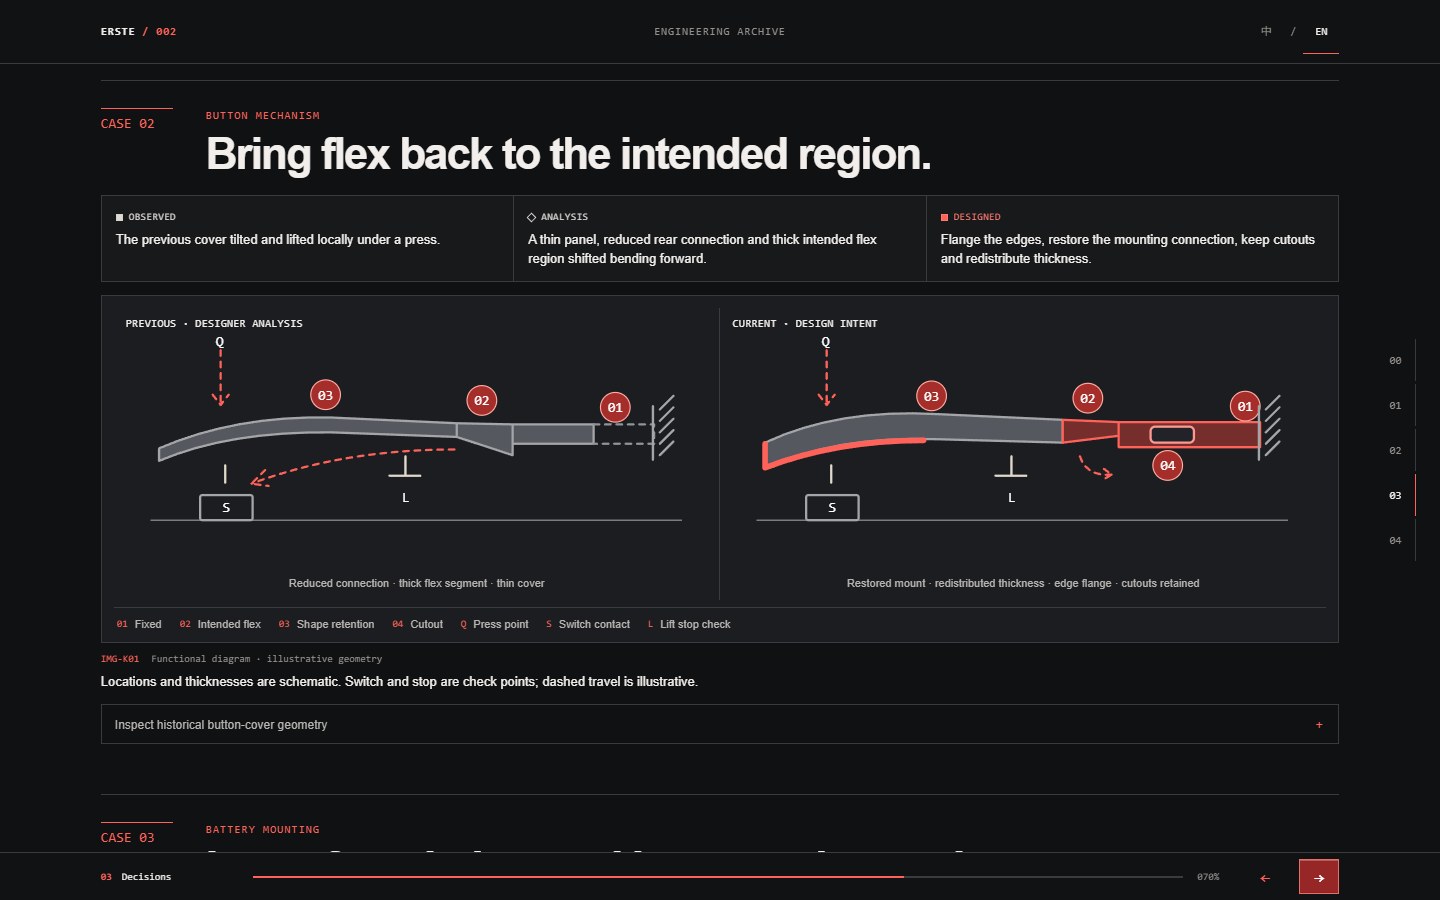 ERSTE / 002
ENGINEERING ARCHIVE
中 / EN
CASE 02
BUTTON MECHANISM
Bring flex back to the intended region.
OBSERVED
The previous cover tilted and lifted locally under a press.
ANALYSIS
A thin panel, reduced rear connection and thick intended flex
region shifted bending forward.
DESIGNED
Flange the edges, restore the mounting connection, keep cutouts
and redistribute thickness.
PREVIOUS · DESIGNER ANALYSIS
Q
03
02
01
L
S
Reduced connection · thick flex segment · thin cover
CURRENT · DESIGN INTENT
Q
03
02
01
04
L
S
Restored mount · redistributed thickness · edge flange · cutouts retained
01 Fixed 02 Intended flex 03 Shape retention 04 Cutout Q Press point S Switch contact L Lift stop check
IMG-K01 Functional diagram · illustrative geometry
Locations and thicknesses are schematic. Switch and stop are check points; dashed travel is illustrative.
Inspect historical button-cover geometry +
00
01
02
03
04
CASE 03
BATTERY MOUNTING
03 Decisions
070%
← →